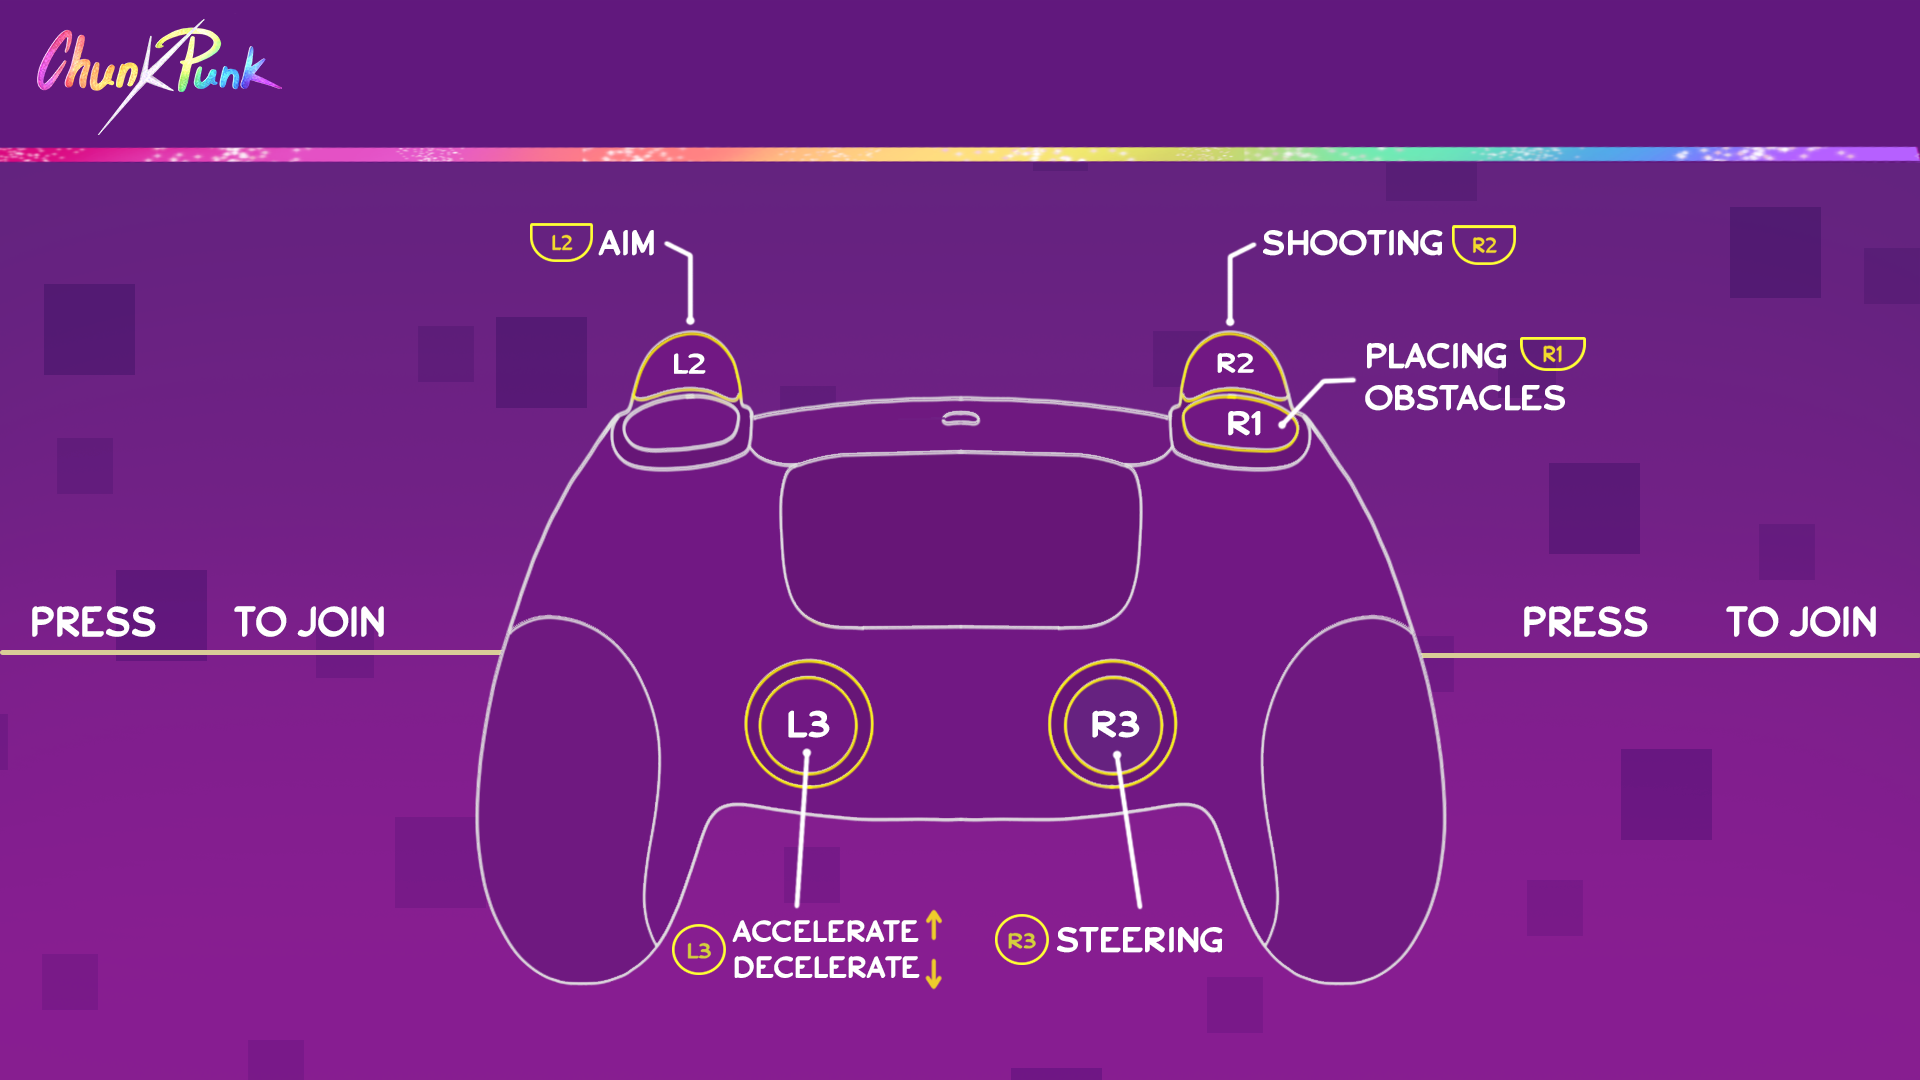 ChunkPunk
L2 AIM
SHOOTING R2
L2
R2
PLACING R1
OBSTACLES
R1
PRESS TO JOIN
PRESS TO JOIN
L3
R3
L3 ACCELERATE ↑
DECELERATE ↓
R3 STEERING